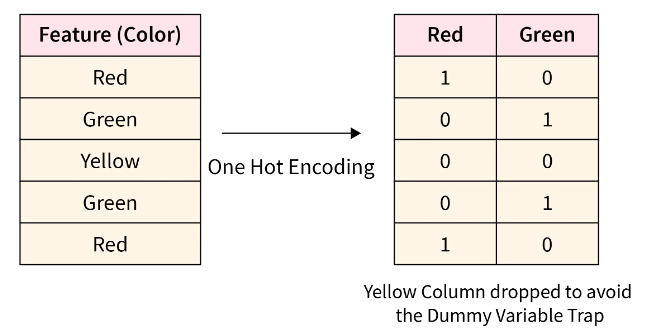 Feature (Color)
Red
Green
Yellow
Green
Red
One Hot Encoding
Red Green
1 0
0 1
0 0
0 1
1 0
Yellow Column dropped to avoid
the Dummy Variable Trap